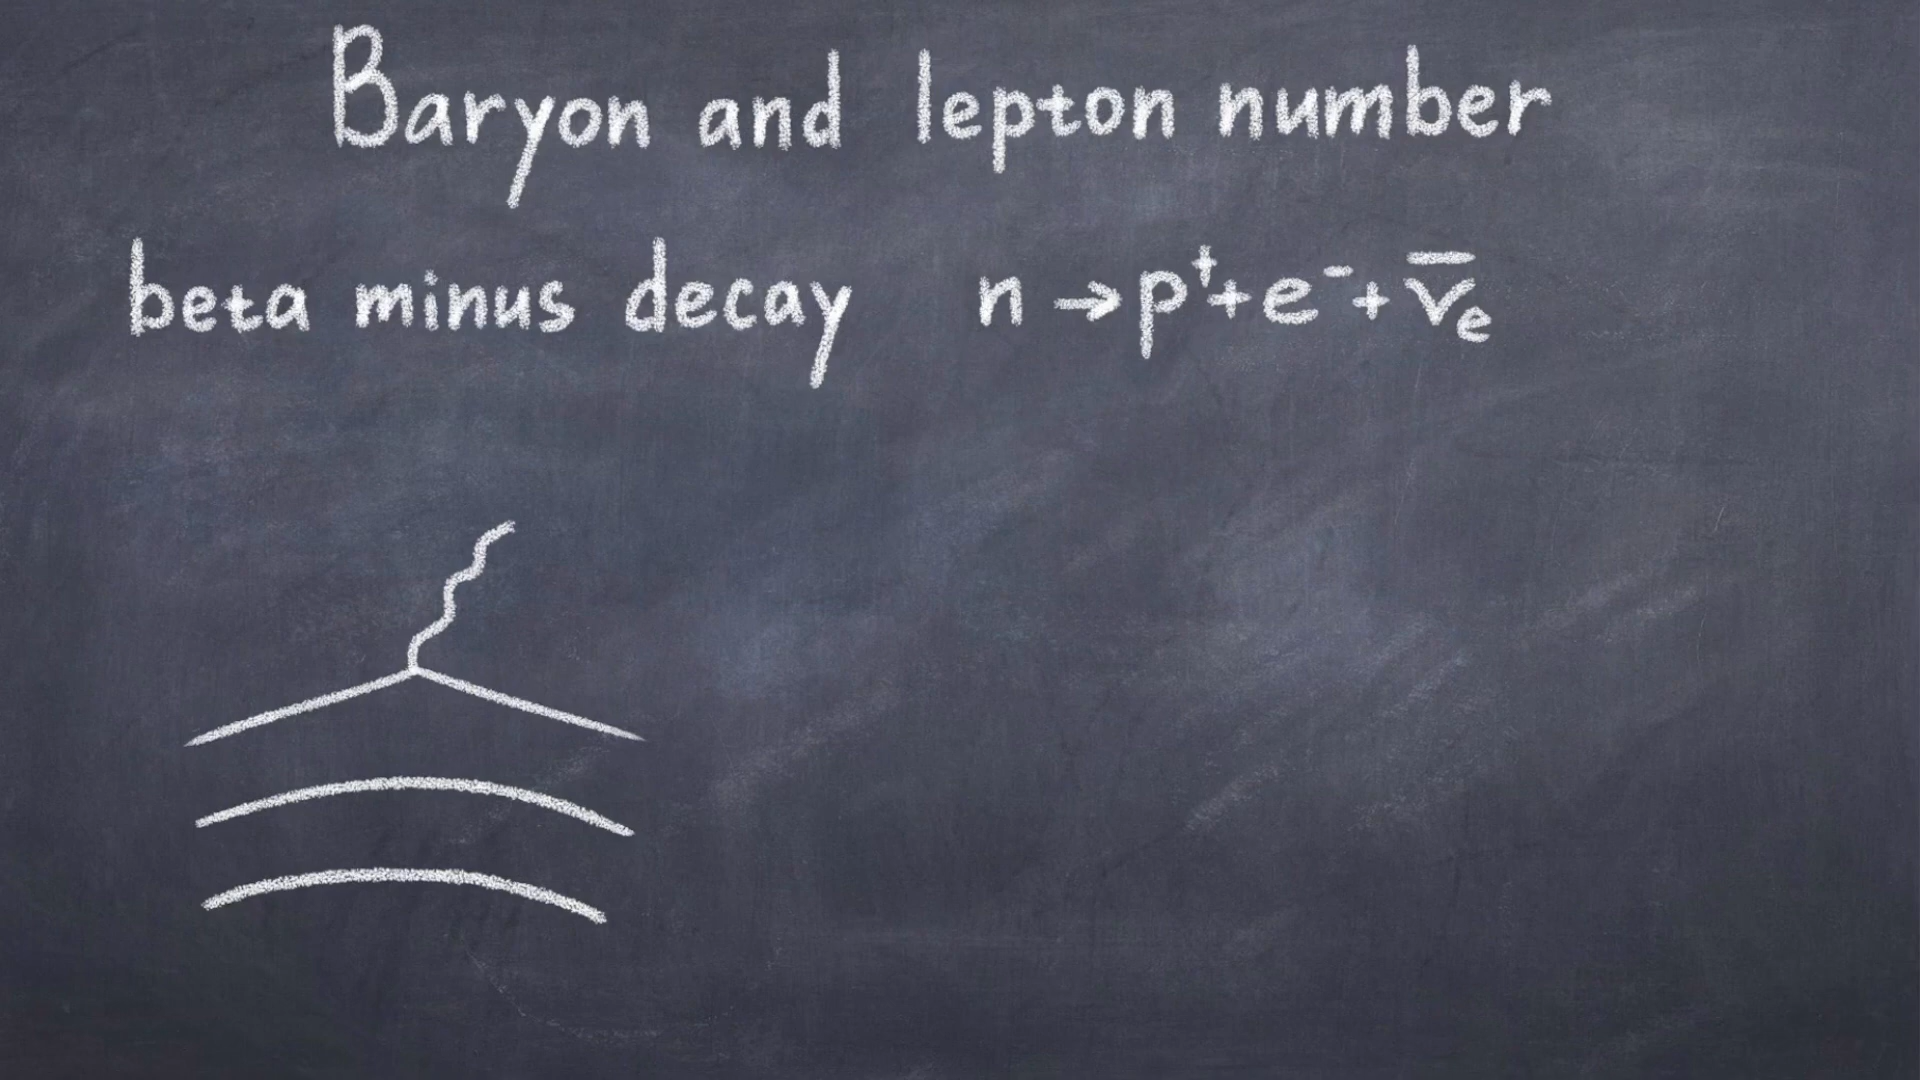 Baryon and lepton number
beta minus decay n → p⁺ + e⁻ + ν̅ₑ